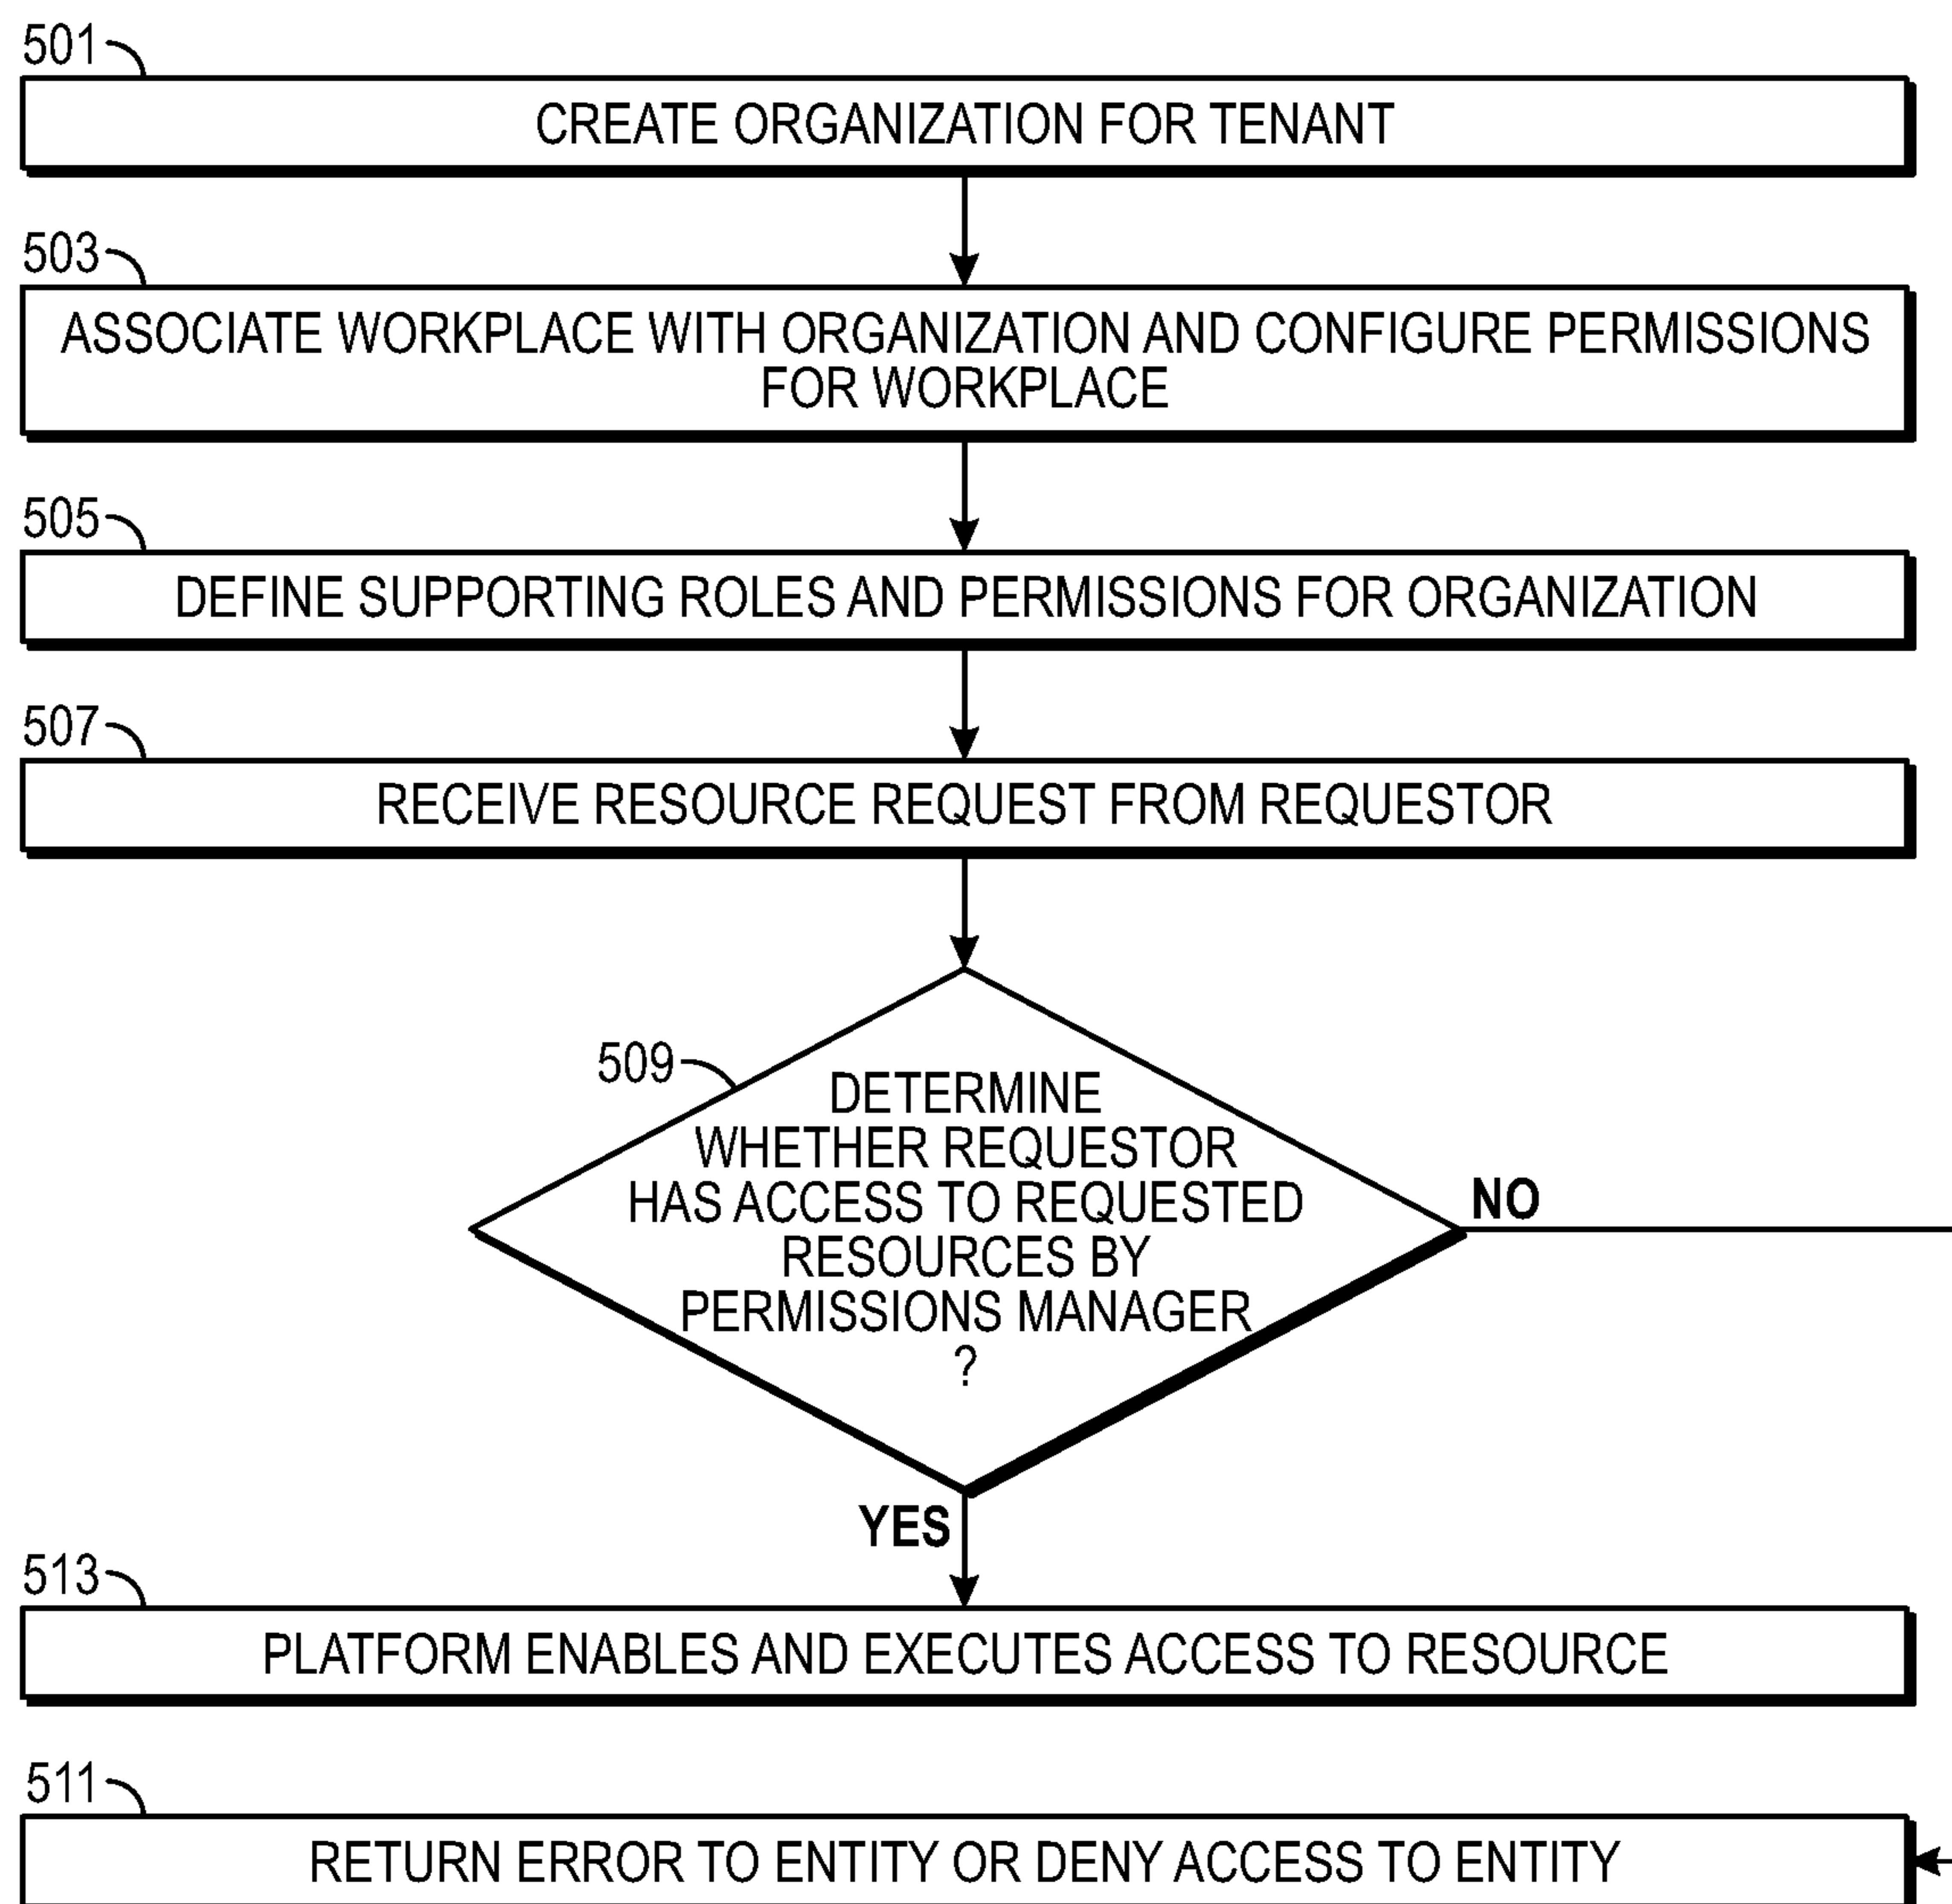 501
CREATE ORGANIZATION FOR TENANT
503
ASSOCIATE WORKPLACE WITH ORGANIZATION AND CONFIGURE PERMISSIONS
FOR WORKPLACE
505
DEFINE SUPPORTING ROLES AND PERMISSIONS FOR ORGANIZATION
507
RECEIVE RESOURCE REQUEST FROM REQUESTOR
509
DETERMINE
WHETHER REQUESTOR
HAS ACCESS TO REQUESTED
RESOURCES BY
PERMISSIONS MANAGER
?
NO
YES
513
PLATFORM ENABLES AND EXECUTES ACCESS TO RESOURCE
511
RETURN ERROR TO ENTITY OR DENY ACCESS TO ENTITY